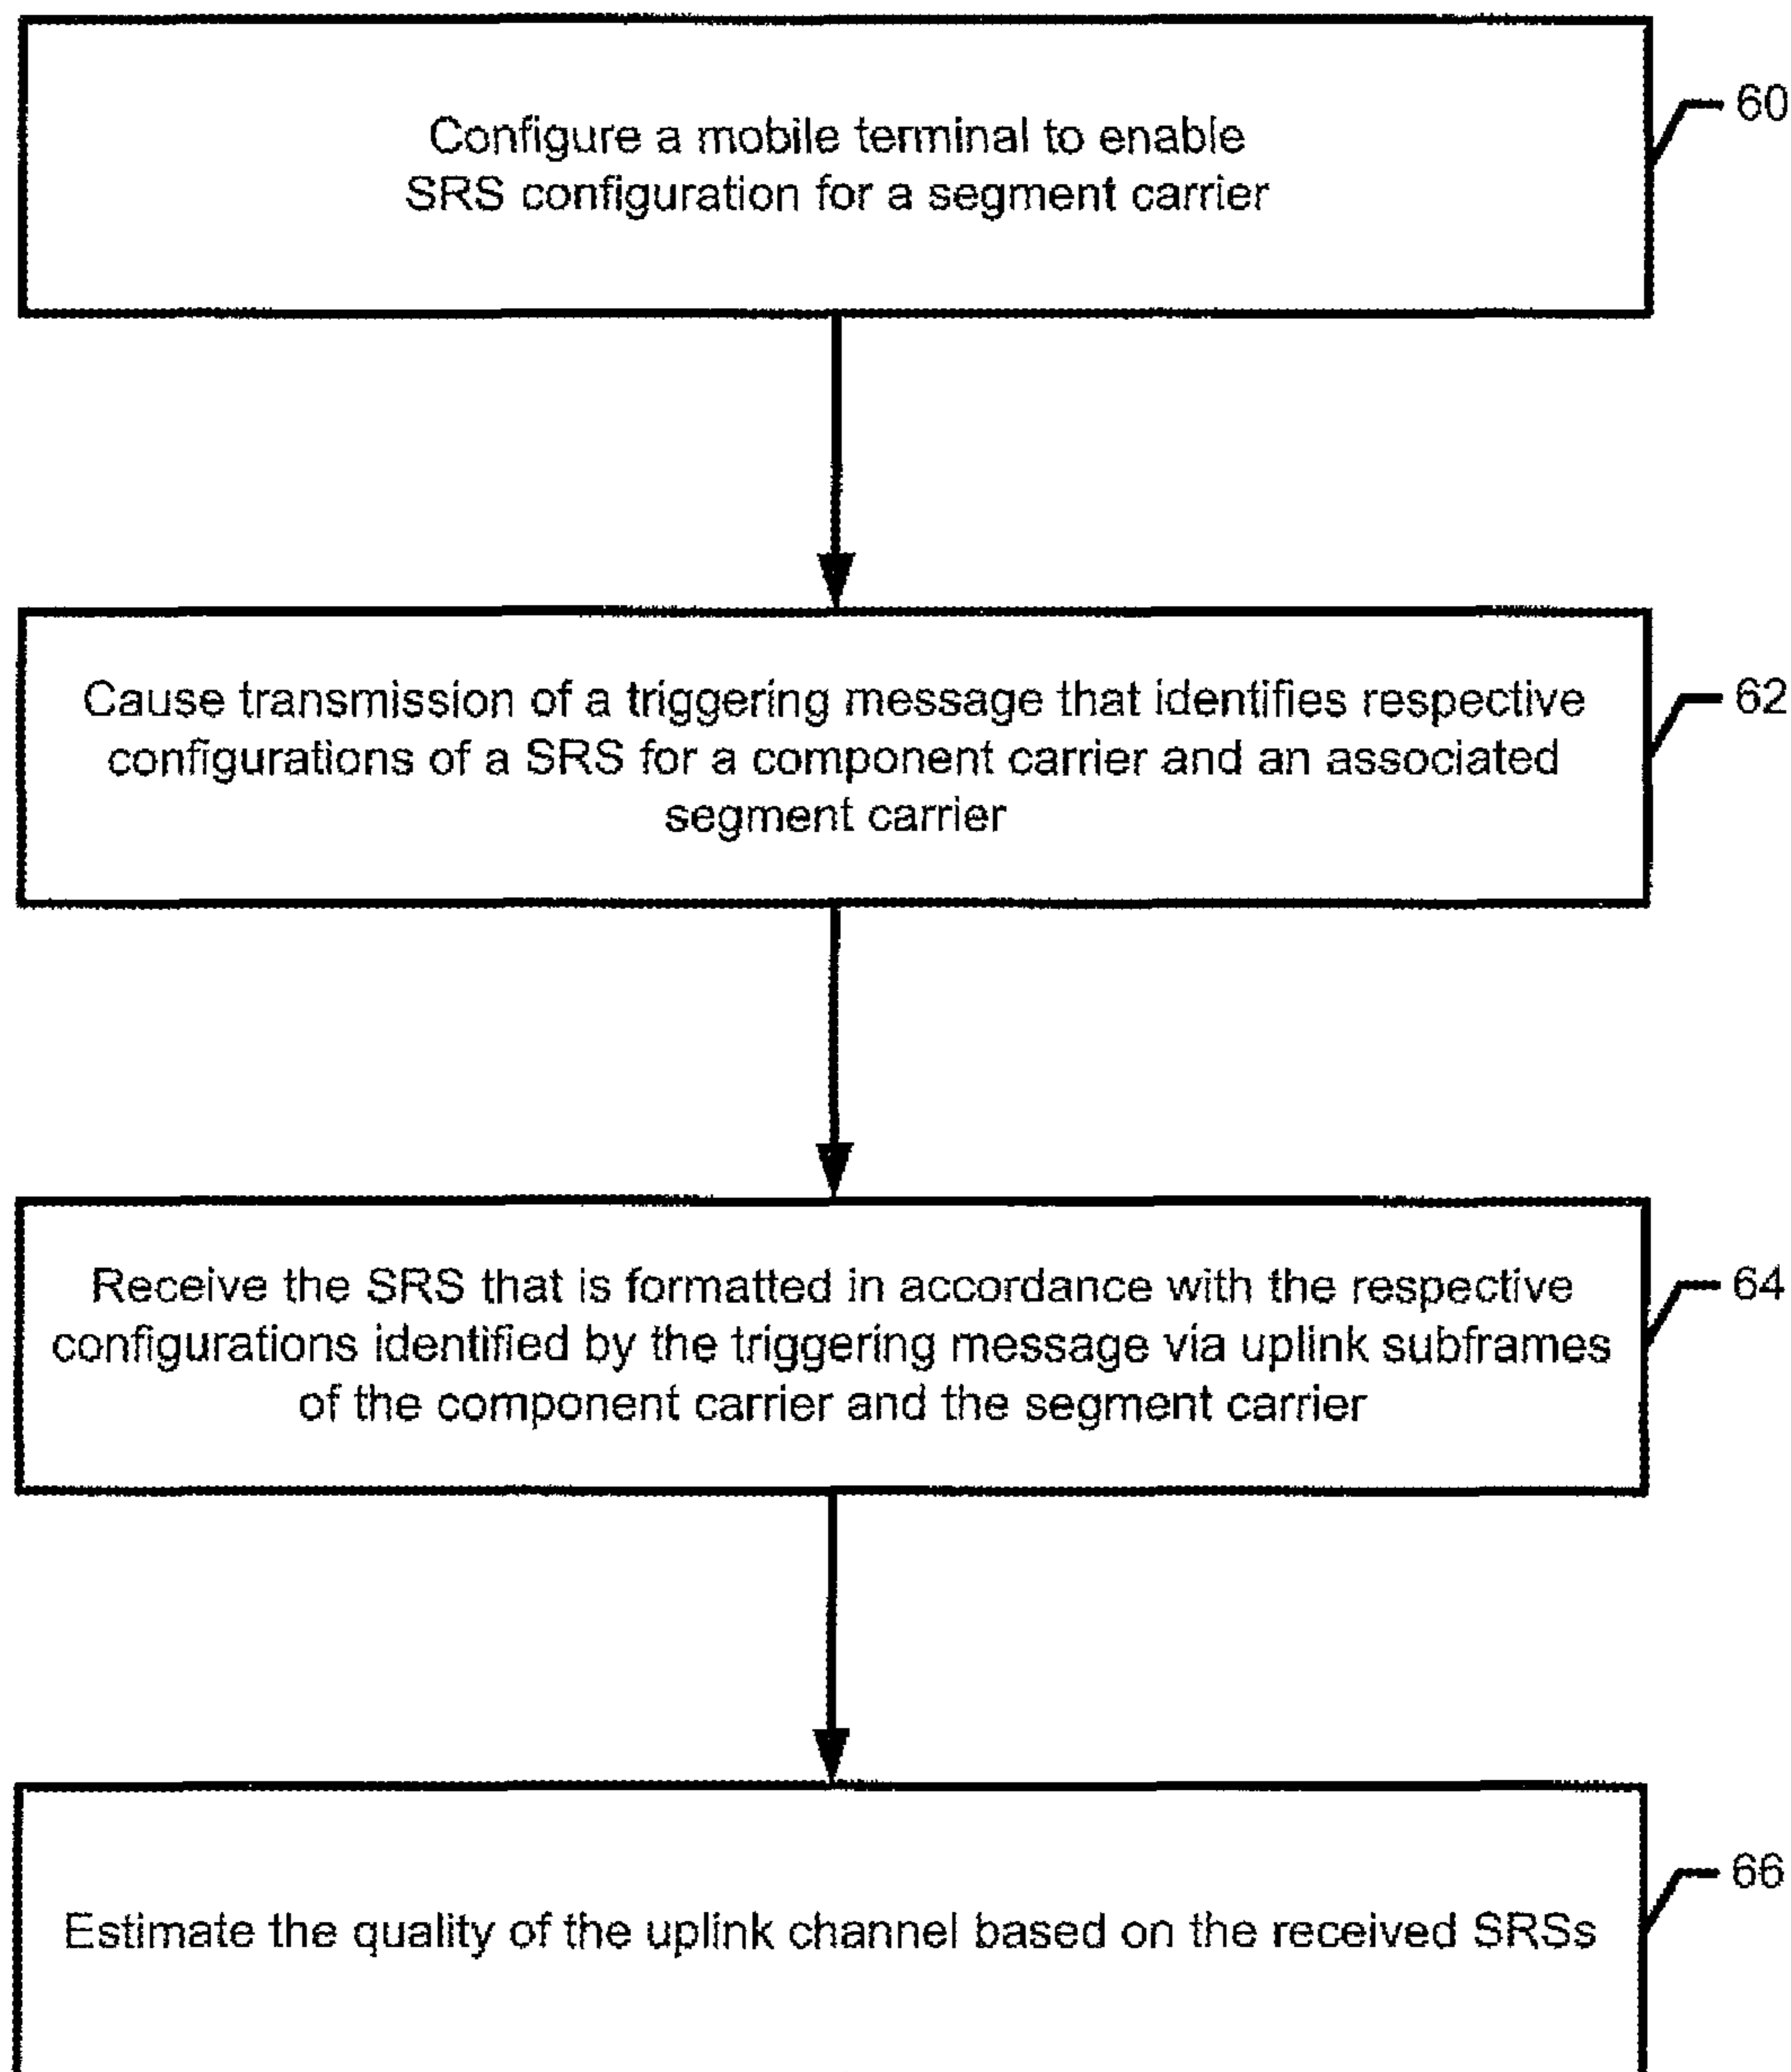 Configure a mobile terminal to enable
SRS configuration for a segment carrier
60
Cause transmission of a triggering message that identifies respective
configurations of a SRS for a component carrier and an associated
segment carrier
62
Receive the SRS that is formatted in accordance with the respective
configurations identified by the triggering message via uplink subframes
of the component carrier and the segment carrier
64
Estimate the quality of the uplink channel based on the received SRSs
66